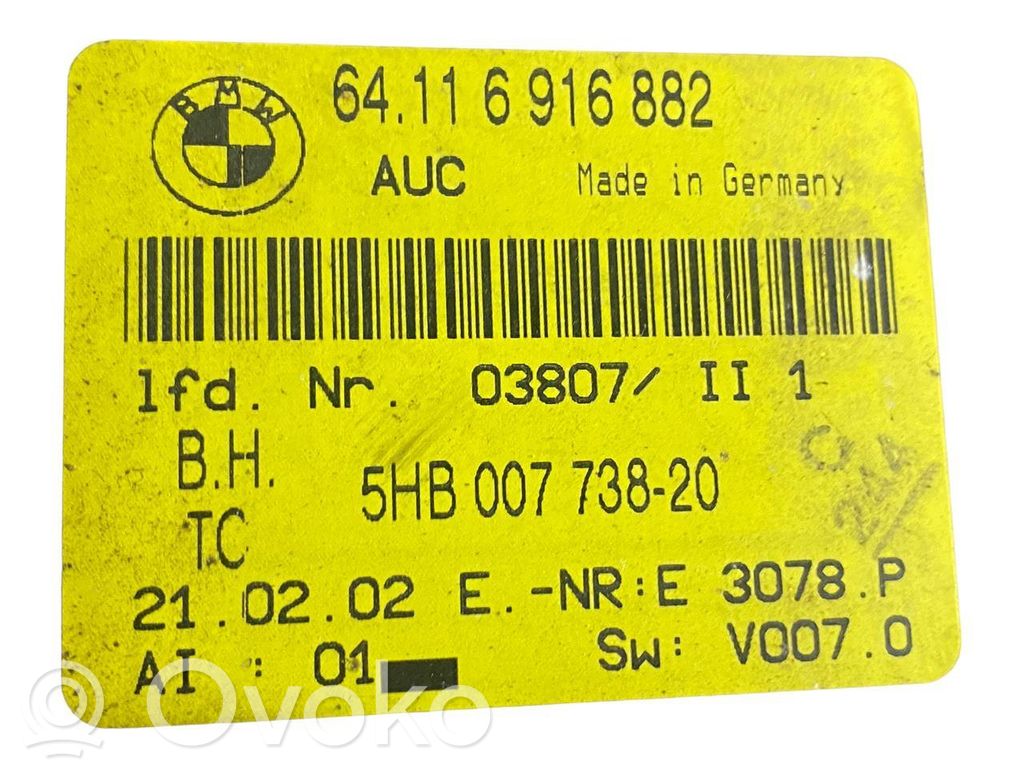 BMW
64.11 6 916 882
AUC Made in Germany
lfd. Nr. 03807/ II 1
B.H.
5HB 007 738-20
T.C
21.02.02 E.-NR:E 3078.P
AI : 01
Sw: V007.0
Ovoko